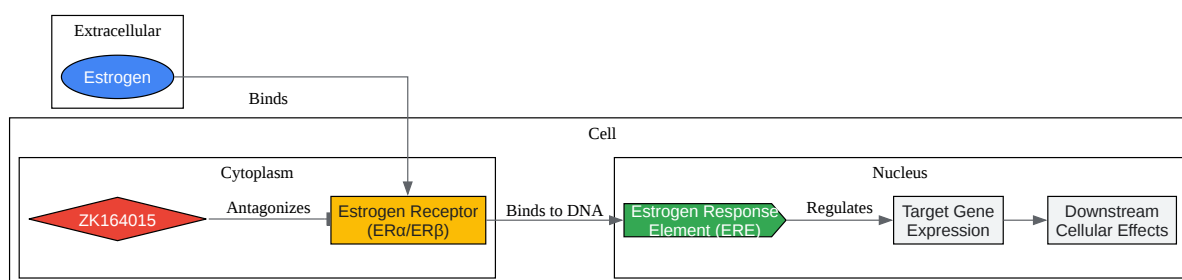 Extracellular
Estrogen
Binds
Cell
Cytoplasm
Nucleus
ZK164015
Antagonizes
Estrogen Receptor
(ERα/ERβ)
Binds to DNA
Estrogen Response
Element (ERE)
Regulates
Target Gene
Expression
Downstream
Cellular Effects